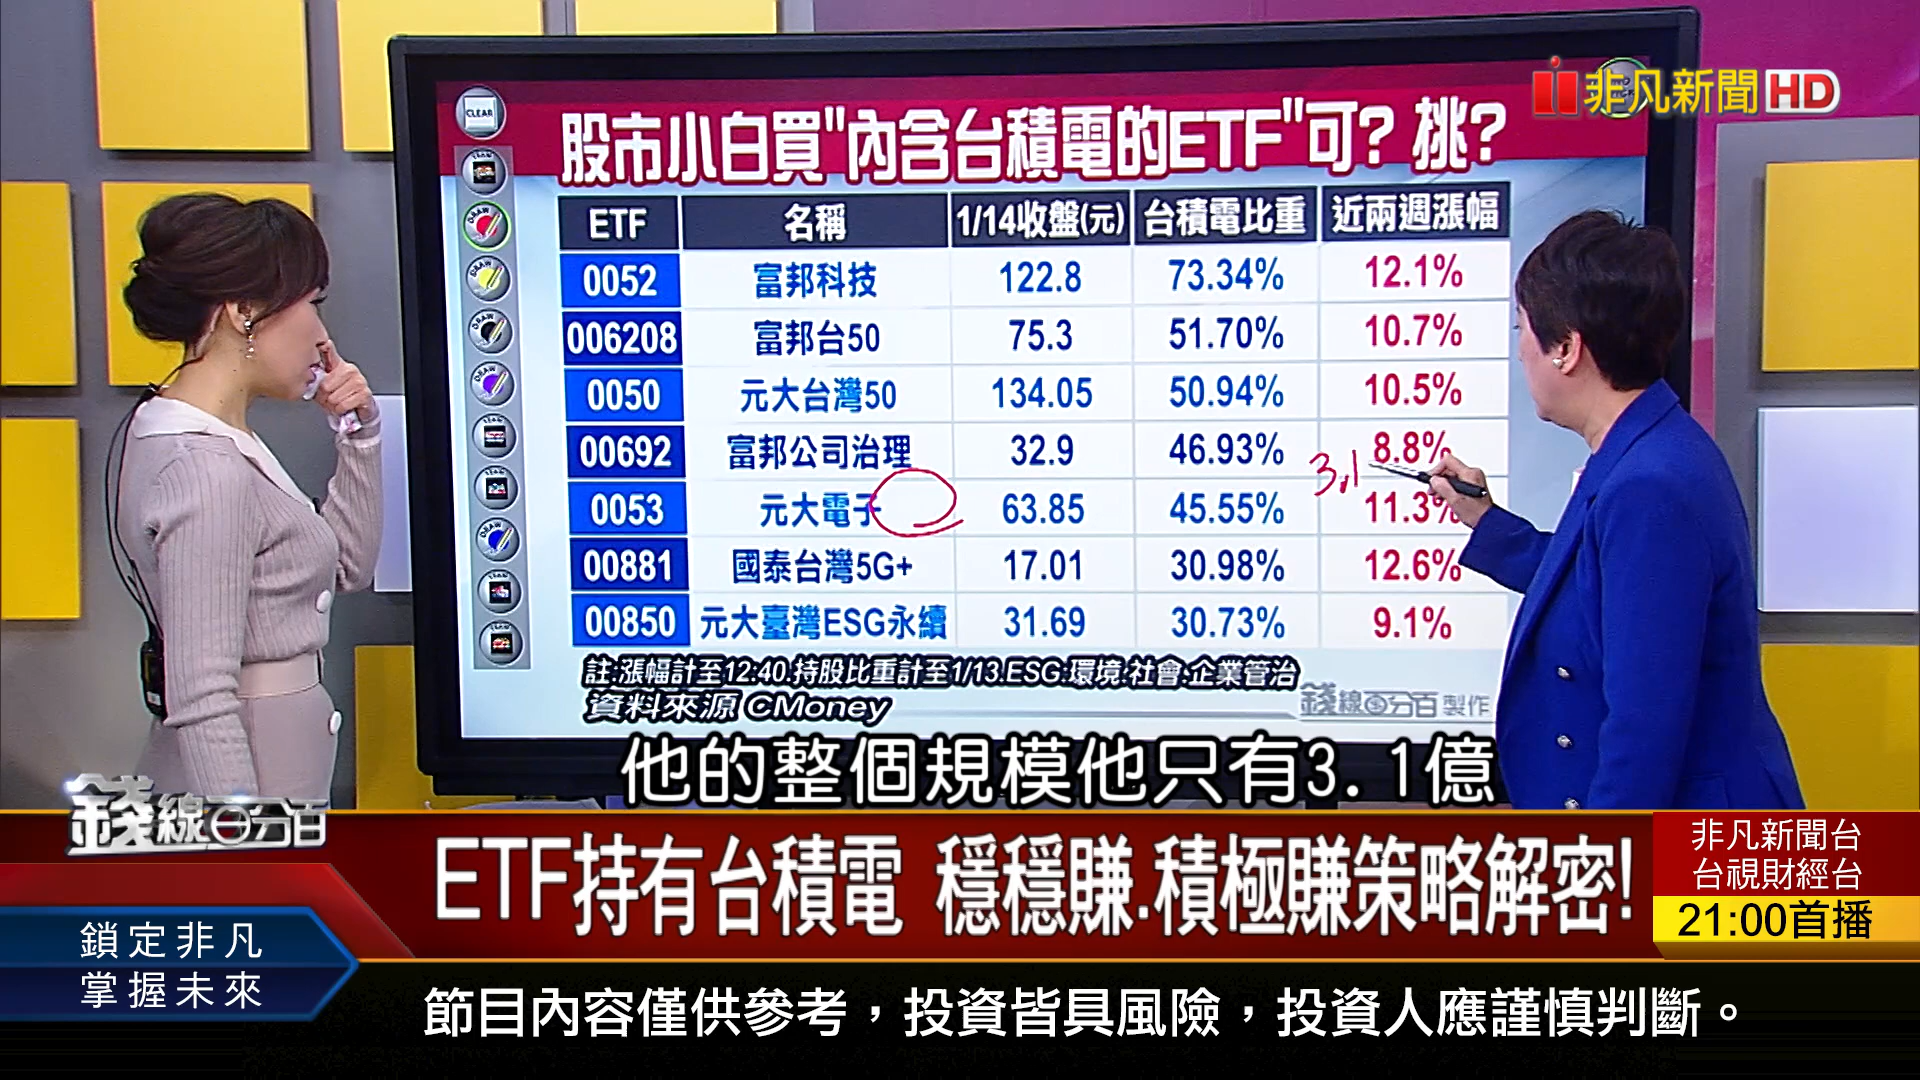 非凡新聞HD
CLEAR
股市小白買"內含台積電的ETF"可? 挑?
ETF 名稱 1/14收盤(元) 台積電比重 近兩週漲幅
0052 富邦科技 122.8 73.34% 12.1%
006208 富邦台50 75.3 51.70% 10.7%
0050 元大台灣50 134.05 50.94% 10.5%
00692 富邦公司治理 32.9 46.93% 8.8%
3.1
0053 元大電子 63.85 45.55% 11.3%
00881 國泰台灣5G+ 17.01 30.98% 12.6%
00850 元大臺灣ESG永續 31.69 30.73% 9.1%
DRAW
DRAW
DRAW
DRAW
DRAW
註:漲幅計至12:40.持股比重計至1/13.ESG:環境.社會.企業管治
資料來源 CMoney
錢線百分百 製作
他的整個規模他只有3.1億
錢線百分百
ETF持有台積電 穩穩賺.積極賺策略解密!
非凡新聞台
台視財經台
21:00首播
鎖定非凡
掌握未來
節目內容僅供參考，投資皆具風險，投資人應謹慎判斷。